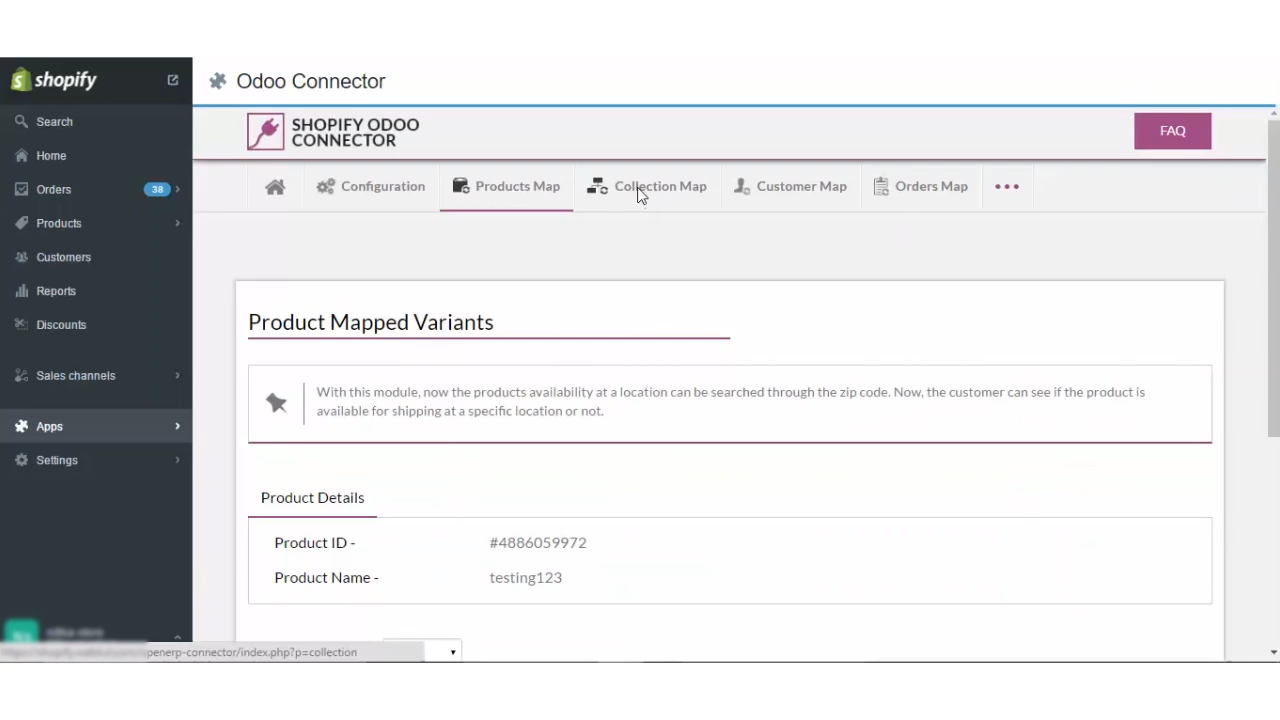 shopify
Odoo Connector
SHOPIFY ODOO
CONNECTOR
FAQ
Search
Home
Orders
38
Products
Customers
Reports
Discounts
Sales channels
Apps
Settings
Configuration
Products Map
Collection Map
Customer Map
Orders Map
Product Mapped Variants
With this module, now the products availability at a location can be searched through the zip code. Now, the customer can see if the product is
available for shipping at a specific location or not.
Product Details
Product ID -
#4886059972
Product Name -
testing123
penerp-connector/index.php?p=collection